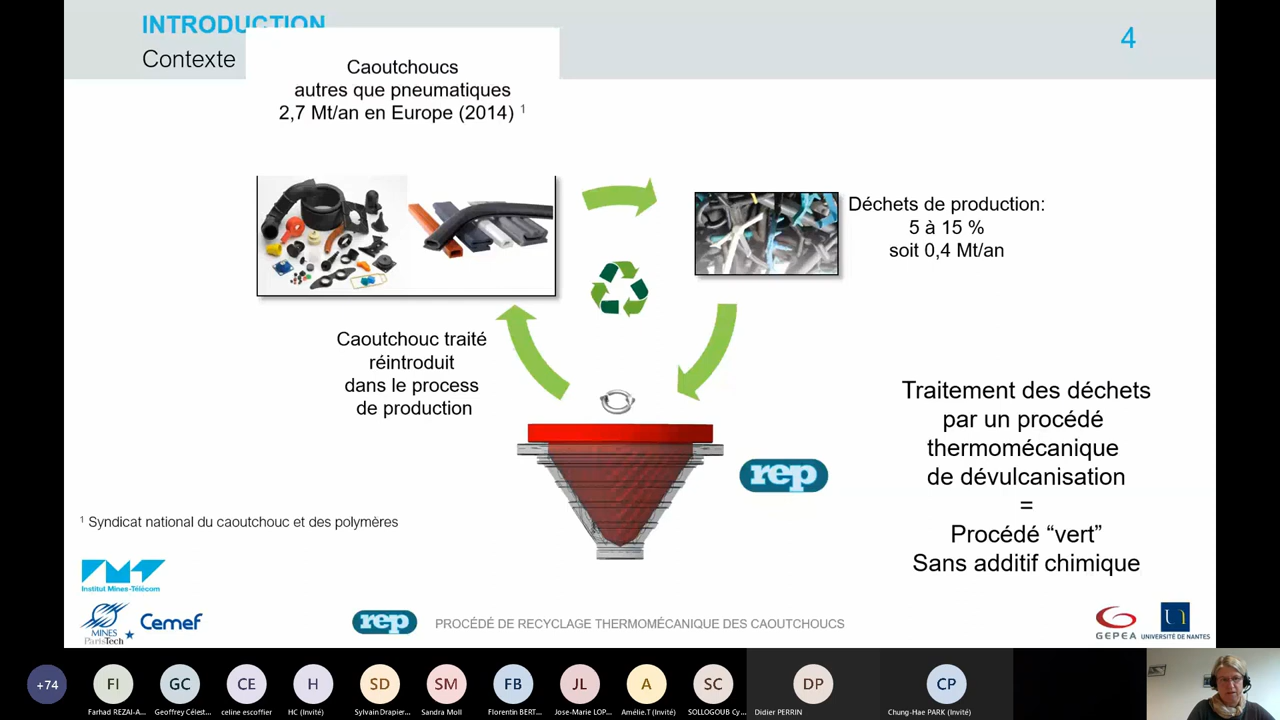 INTRODUCTION
Contexte
4
Caoutchoucs
autres que pneumatiques
2,7 Mt/an en Europe (2014) ¹
Déchets de production:
5 à 15 %
soit 0,4 Mt/an
Caoutchouc traité
réintroduit
dans le process
de production
Traitement des déchets
par un procédé
thermomécanique
de dévulcanisation
=
Procédé “vert”
Sans additif chimique
rep
¹ Syndicat national du caoutchouc et des polymères
Institut Mines-Télécom
MINES
ParisTech
Cemef
rep
PROCÉDÉ DE RECYCLAGE THERMOMÉCANIQUE DES CAOUTCHOUCS
GEPEA
UNIVERSITÉ DE NANTES
+74
FI
GC
CE
H
SD
SM
FB
JL
A
SC
DP
CP
Farhad REZAI-A...
Geoffrey Célest...
celine escoffier
HC (Invité)
Sylvain Drapier...
Sandra Moll
Florentin BERT...
Jose-Marie LOP...
Amélie.T (Invité)
SOLLOGOUB Cy...
Didier PERRIN
Chung-Hae PARK (Invité)